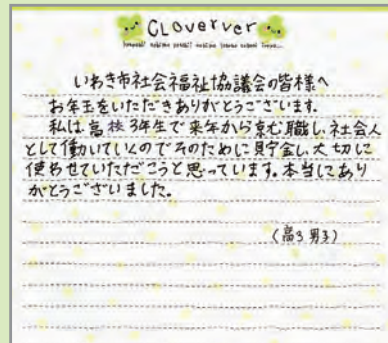 CLoverver
いわき市社会福祉協議会の皆様へ
お年玉をいただきありがとうございます。
私は高校3年生で来年から就職し、社会人
として働いていくのでそのために貯金し、大切に
使わせていただこうと思っています。本当にあり
がとうございました。
(高3 男子)